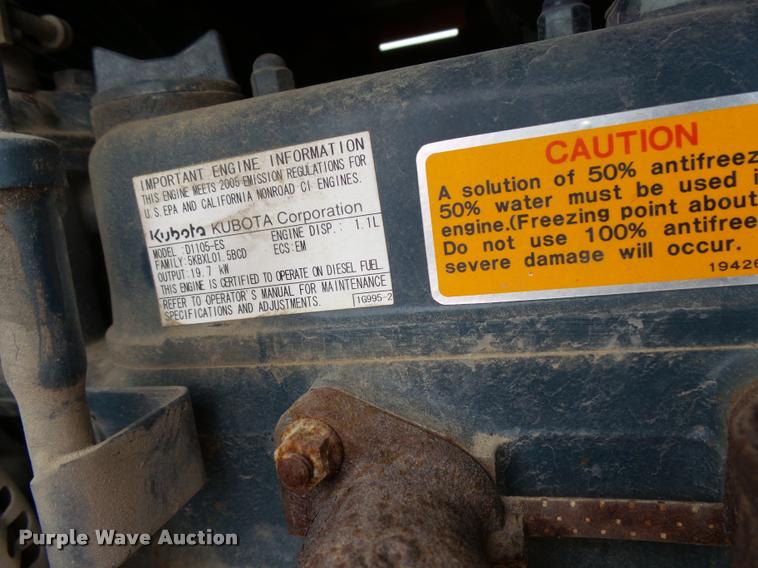 IMPORTANT ENGINE INFORMATION
THIS ENGINE MEETS 2005 EMISSION REGULATIONS FOR
U.S.EPA AND CALIFORNIA NONROAD CI ENGINES.
Kubota KUBOTA Corporation
MODEL :D1105-ES ENGINE DISP.: 1.1L
FAMILY:5KBXL01.5BCD ECS:EM
OUTPUT:19.7 kW
THIS ENGINE IS CERTIFIED TO OPERATE ON DIESEL FUEL
REFER TO OPERATOR'S MANUAL FOR MAINTENANCE
SPECIFICATIONS AND ADJUSTMENTS.
1G995-2
CAUTION
A solution of 50% antifreez
50% water must be used i
engine.(Freezing point about
Do not use 100% antifree
severe damage will occur.
19426
Purple Wave Auction